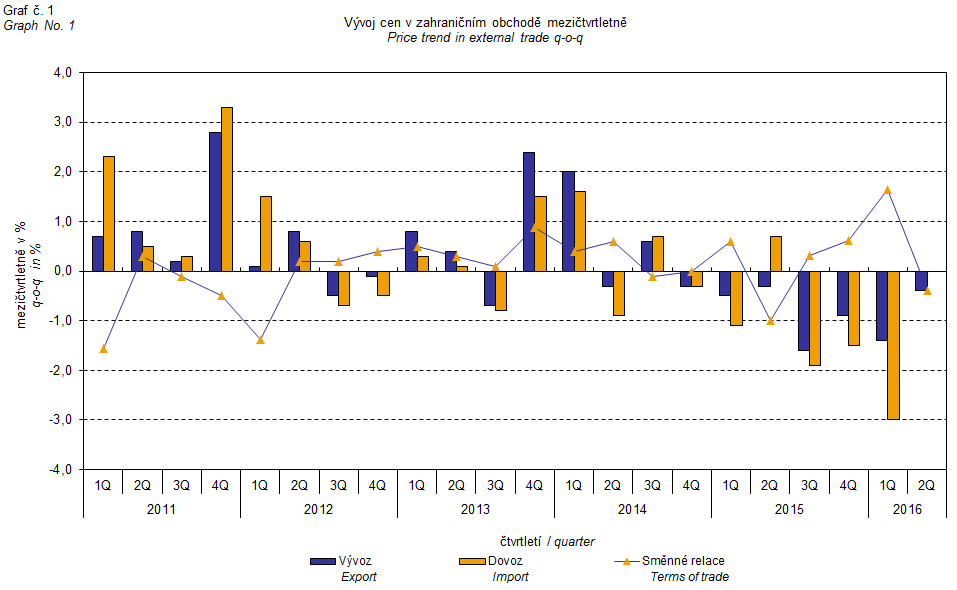 Graf č. 1
Graph No. 1
Vývoj cen v zahraničním obchodě mezičtvrtletně
Price trend in external trade q-o-q
mezičtvrtletně v %
q-o-q in %
4,0
3,0
2,0
1,0
0,0
-1,0
-2,0
-3,0
-4,0
1Q 2Q 3Q 4Q 1Q 2Q 3Q 4Q 1Q 2Q 3Q 4Q 1Q 2Q 3Q 4Q 1Q 2Q 3Q 4Q 1Q 2Q
2011 2012 2013 2014 2015 2016
čtvrtletí / quarter
Vývoz Dovoz Směnné relace
Export Import Terms of trade